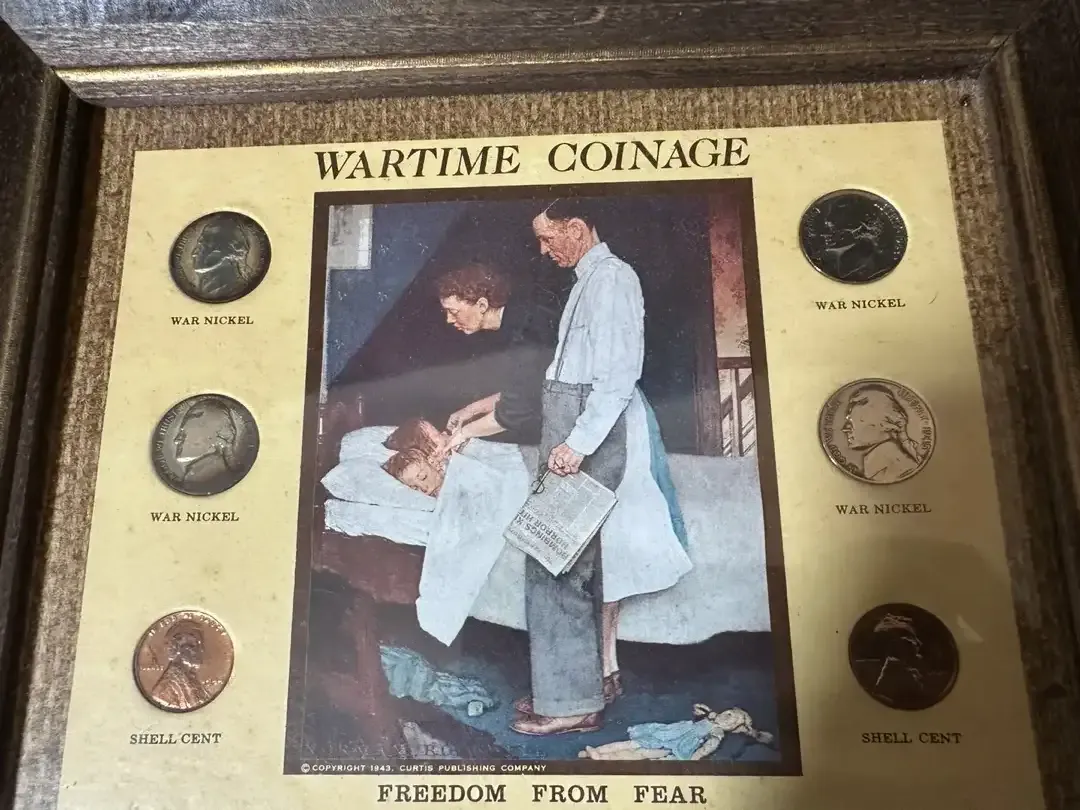 WARTIME COINAGE
WAR NICKEL
WAR NICKEL
WAR NICKEL
WAR NICKEL
SHELL CENT
SHELL CENT
© COPYRIGHT 1943, CURTIS PUBLISHING COMPANY
FREEDOM FROM FEAR